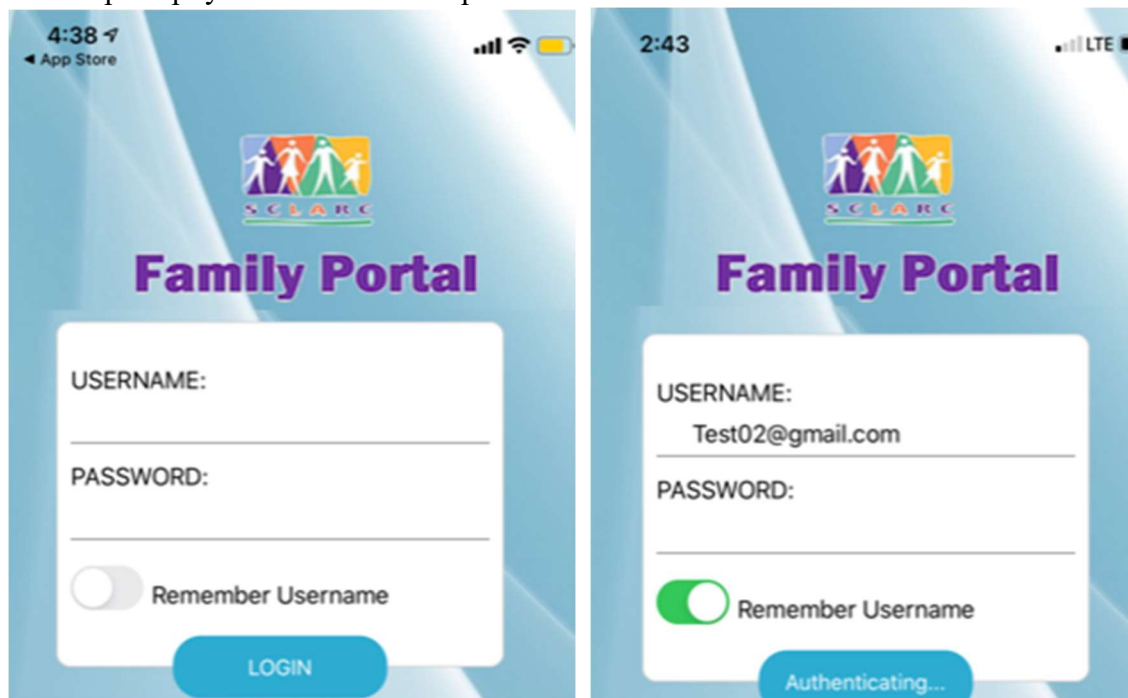 4:38
App Store
SCLARC
Family Portal
USERNAME:
PASSWORD:
Remember Username
LOGIN
2:43
LTE
SCLARC
Family Portal
USERNAME:
Test02@gmail.com
PASSWORD:
Remember Username
Authenticating...